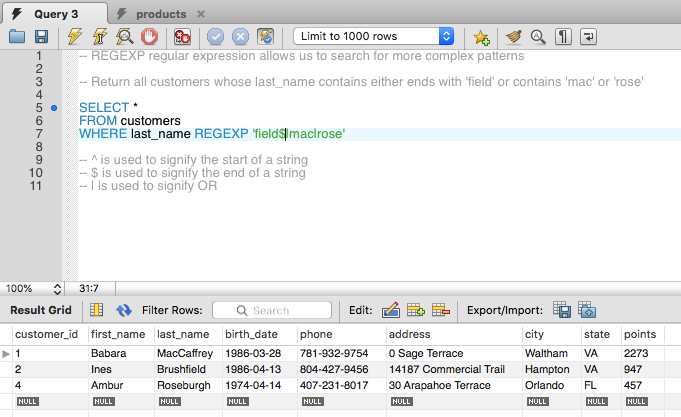 Query 3 products
Limit to 1000 rows
1 -- REGEXP regular expression allows us to search for more complex patterns
2
3 -- Return all customers whose last_name contains either ends with 'field' or contains 'mac' or 'rose'
4
5 SELECT *
6 FROM customers
7 WHERE last_name REGEXP 'field$|mac|rose'
8
9 -- ^ is used to signify the start of a string
10 -- $ is used to signify the end of a string
11 -- | is used to signify OR
100% 31:7
Result Grid Filter Rows: Search Edit: Export/Import:
customer_id first_name last_name birth_date phone address city state points
1 Babara MacCaffrey 1986-03-28 781-932-9754 0 Sage Terrace Waltham VA 2273
2 Ines Brushfield 1986-04-13 804-427-9456 14187 Commercial Trail Hampton VA 947
4 Ambur Roseburgh 1974-04-14 407-231-8017 30 Arapahoe Terrace Orlando FL 457
NULL NULL NULL NULL NULL NULL NULL NULL NULL